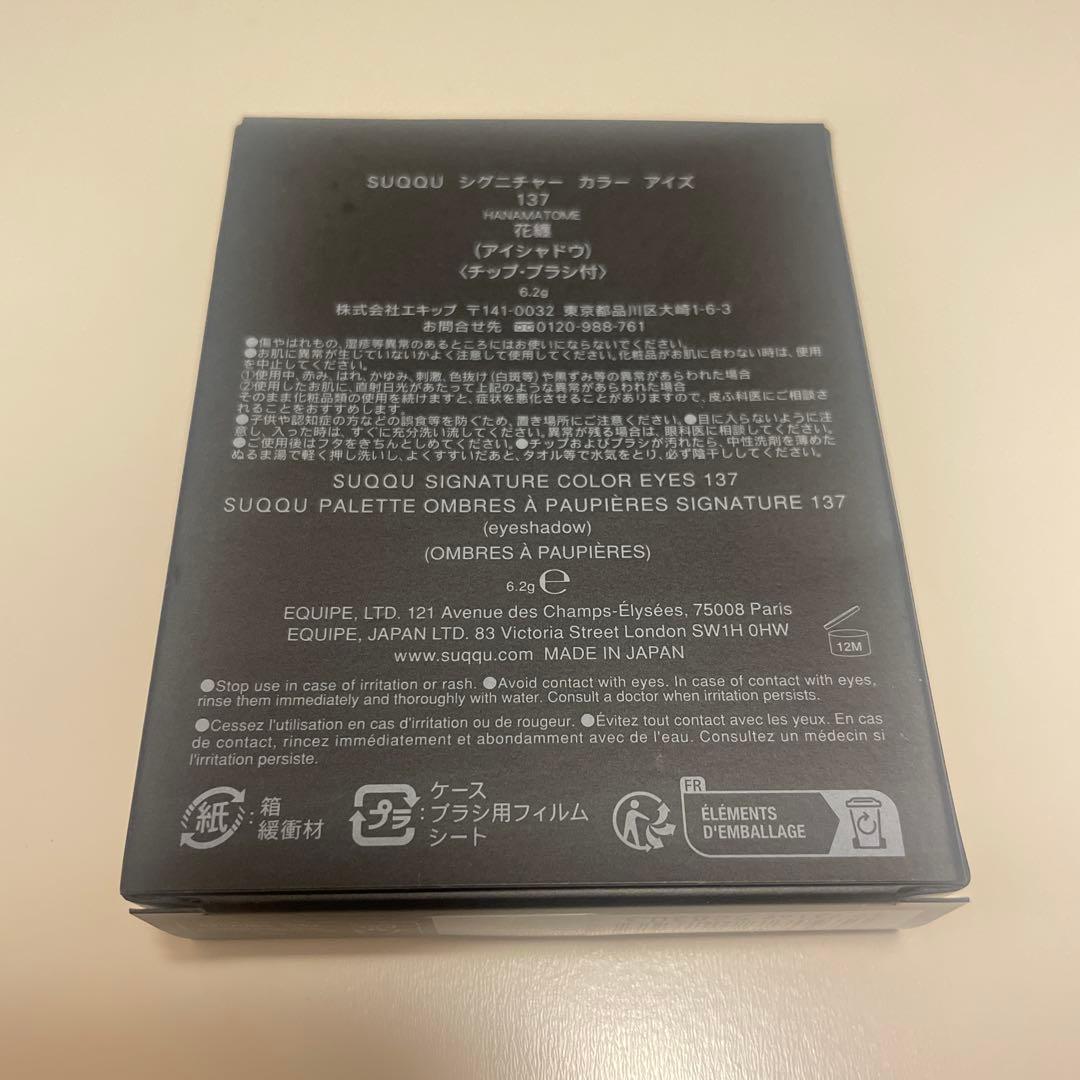 SUQQU シグニチャー カラー アイズ
137
HANAMATOME
花纏
(アイシャドウ)
〈チップ・ブラシ付〉
6.2g
株式会社エキップ 〒141-0032 東京都品川区大崎1-6-3
お問合せ先 0120-988-761
●傷やはれもの、湿疹等異常のあるところにはお使いにならないでください。
●お肌に異常が生じていないかよく注意して使用してください。化粧品がお肌に合わない時は、使用
を中止してください。
①使用中、赤み、はれ、かゆみ、刺激、色抜け(白斑等)や黒ずみ等の異常があらわれた場合
②使用したお肌に、直射日光があたって上記のような異常があらわれた場合
そのまま化粧品類の使用を続けますと、症状を悪化させることがありますので、皮ふ科医にご相談さ
れることをおすすめします。
●子供や認知症の方などの誤食等を防ぐため、置き場所にご注意ください。●目に入らないように注
意し、入った時は、すぐに充分洗い流してください。異常が残る場合は、眼科医にご相談ください。
●ご使用後はフタをきちんとしめてください。●チップおよびブラシが汚れたら、中性洗剤を薄めた
ぬるま湯で軽く押し洗いし、よくすすいだあと、タオル等で水気をとり、必ず陰干ししてください。
SUQQU SIGNATURE COLOR EYES 137
SUQQU PALETTE OMBRES À PAUPIÈRES SIGNATURE 137
(eyeshadow)
(OMBRES À PAUPIÈRES)
6.2g ℮
EQUIPE, LTD. 121 Avenue des Champs-Élysées, 75008 Paris
EQUIPE, JAPAN LTD. 83 Victoria Street London SW1H 0HW
www.suqqu.com MADE IN JAPAN
12M
●Stop use in case of irritation or rash. ●Avoid contact with eyes. In case of contact with eyes,
rinse them immediately and thoroughly with water. Consult a doctor when irritation persists.
●Cessez l'utilisation en cas d'irritation ou de rougeur. ●Évitez tout contact avec les yeux. En cas
de contact, rincez immédiatement et abondamment avec de l'eau. Consultez un médecin si
l'irritation persiste.
紙:箱
緩衝材
プラ:ケース
ブラシ用フィルム
シート
FR
ÉLÉMENTS
D'EMBALLAGE